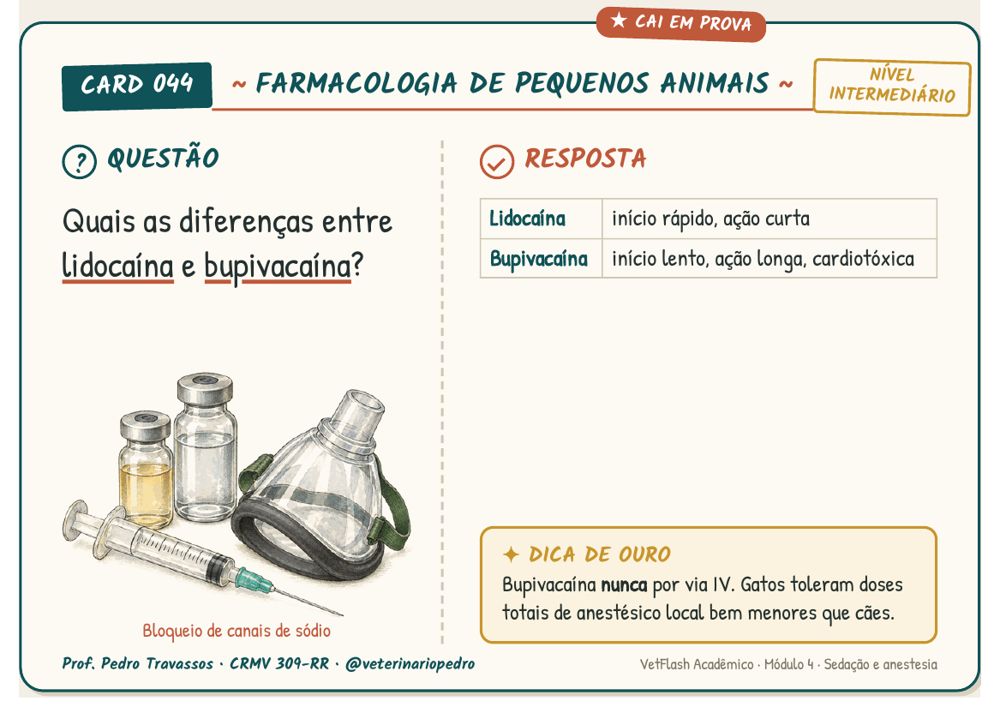 ★ CAI EM PROVA
CARD 044
~ FARMACOLOGIA DE PEQUENOS ANIMAIS ~
NÍVEL
INTERMEDIÁRIO
? QUESTÃO
Quais as diferenças entre
lidocaína e bupivacaína?
Bloqueio de canais de sódio
RESPOSTA
Lidocaína início rápido, ação curta
Bupivacaína início lento, ação longa, cardiotóxica
✦ DICA DE OURO
Bupivacaína nunca por via IV. Gatos toleram doses
totais de anestésico local bem menores que cães.
Prof. Pedro Travassos · CRMV 309-RR · @veterinariopedro
VetFlash Acadêmico · Módulo 4 · Sedação e anestesia